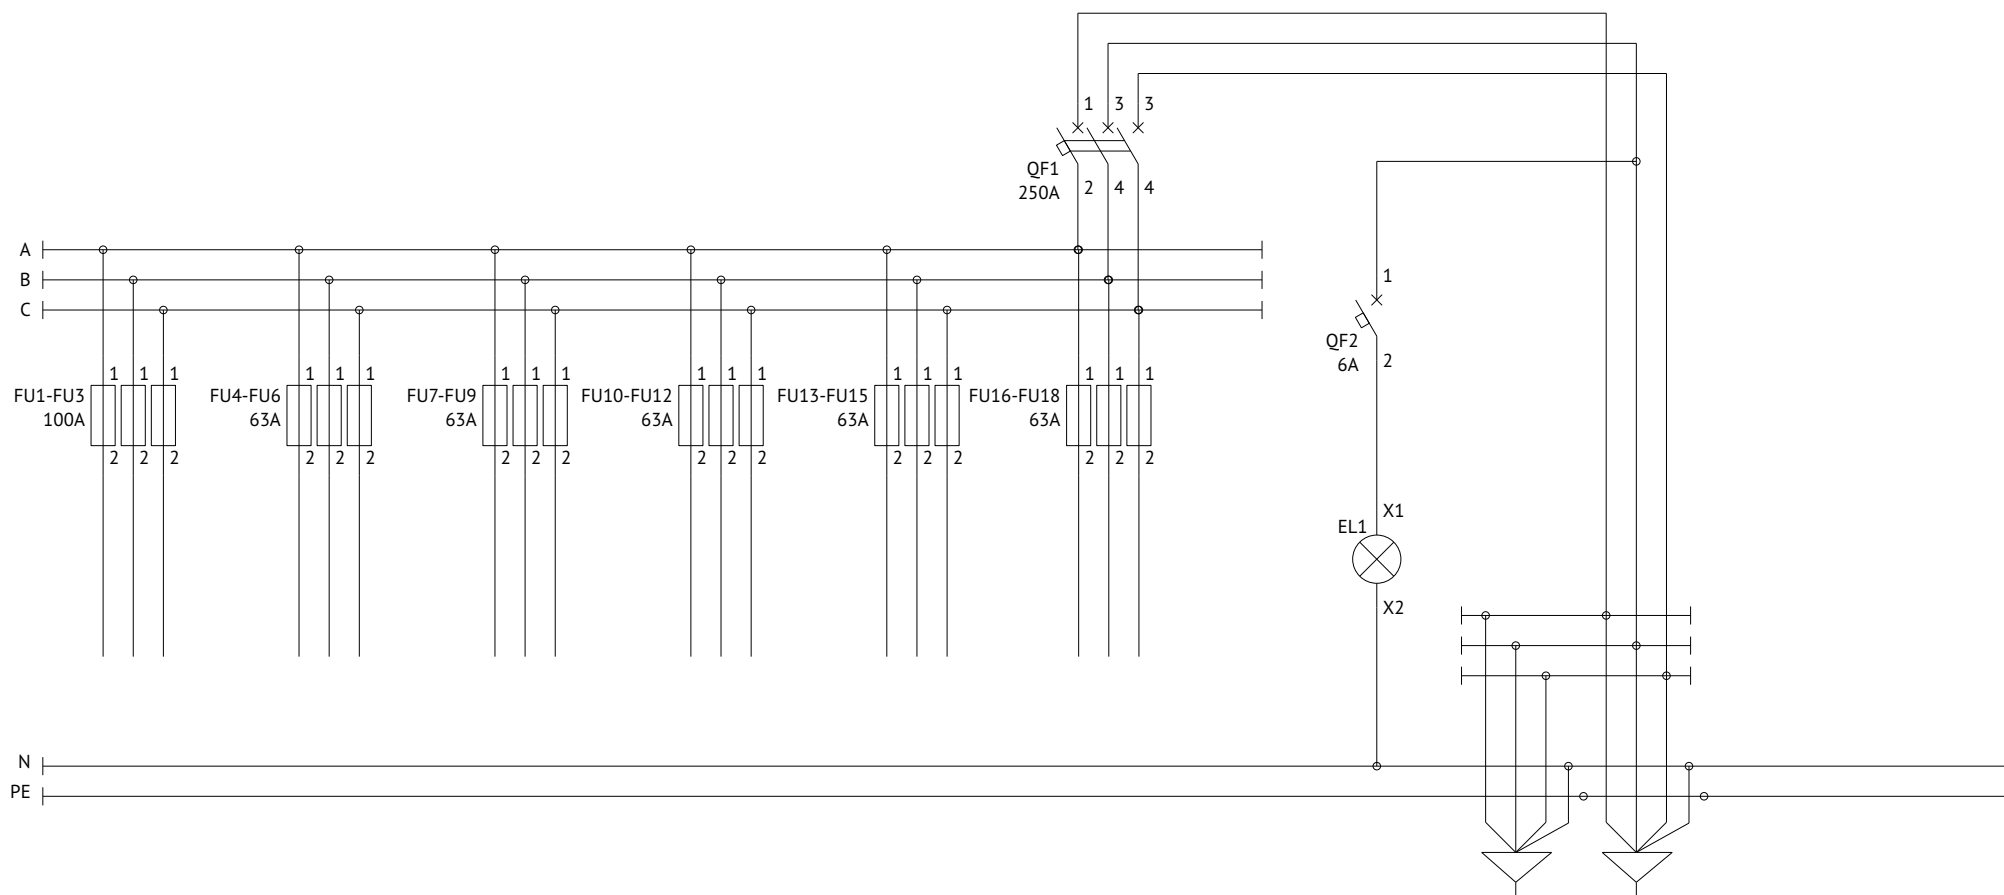 1 3 3
QF1
250A
2 4 4
A
B
C
1
QF2
6A
2
1 1 1 1 1 1 1 1 1 1 1 1 1 1 1 1 1 1
FU1-FU3 FU4-FU6 FU7-FU9 FU10-FU12 FU13-FU15 FU16-FU18
100A 63A 63A 63A 63A 63A
2 2 2 2 2 2 2 2 2 2 2 2 2 2 2 2 2 2
X1
EL1
X2
N
PE